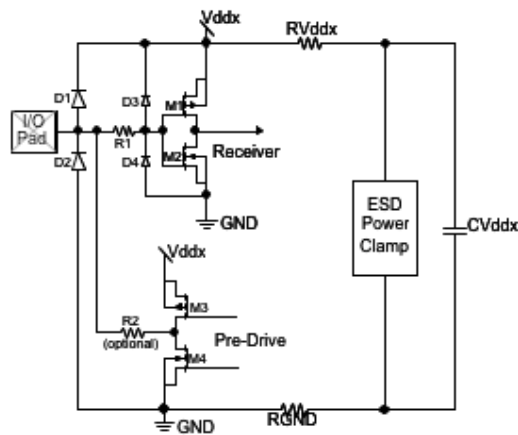 Vddx
RVddx
D1
D3
M1
I/O
Pad
R1
D2
D4
M2
Receiver
ESD
Power
Clamp
CVddx
GND
Vddx
M3
R2
(optional)
Pre-Drive
M4
GND
RGND